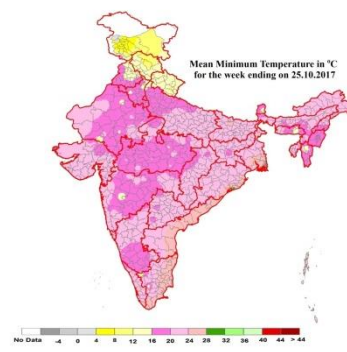 Mean Minimum Temperature in °C
for the week ending on 25.10.2017
No Data -4 0 4 8 12 16 20 24 28 32 36 40 44 > 44